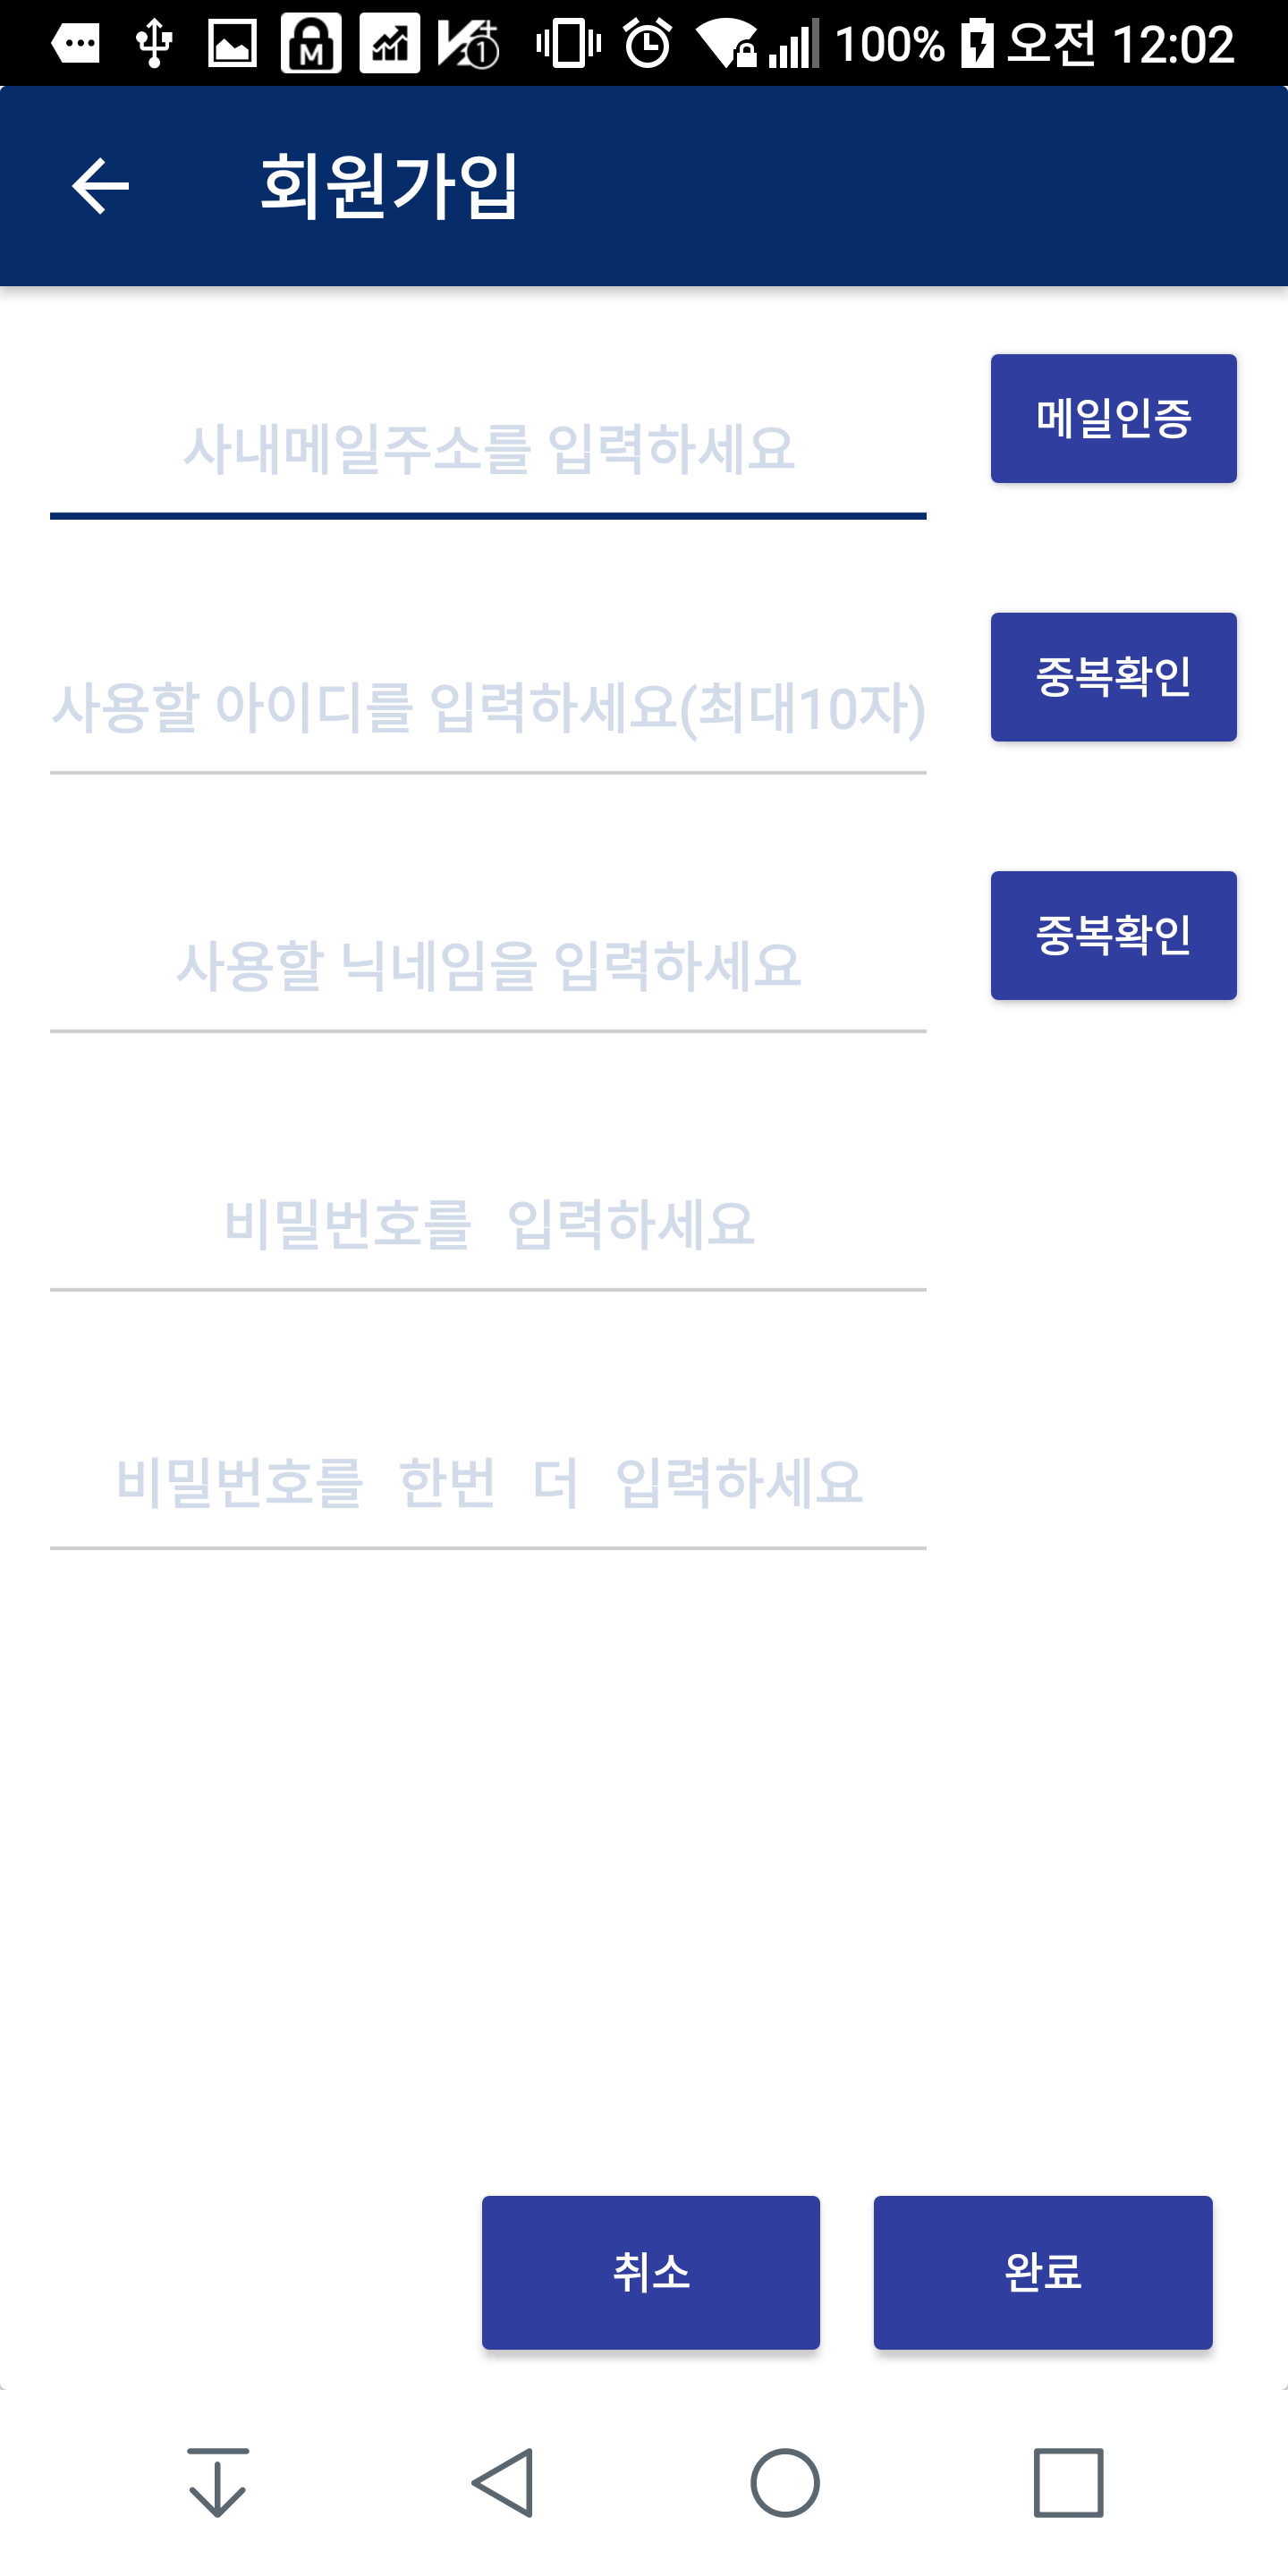 100% 오전 12:02
회원가입
사내메일주소를 입력하세요
메일인증
사용할 아이디를 입력하세요(최대10자)
중복확인
사용할 닉네임을 입력하세요
중복확인
비밀번호를 입력하세요
비밀번호를 한번 더 입력하세요
취소
완료